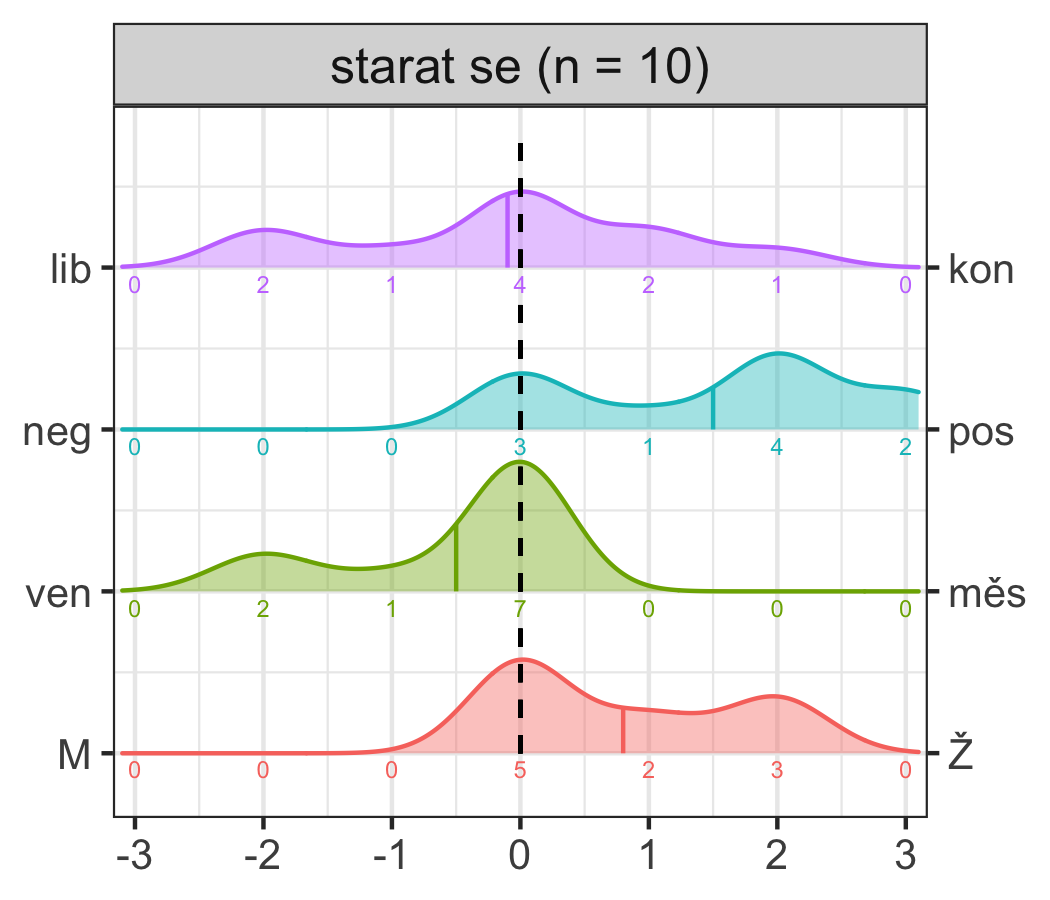 starat se (n = 10)
lib kon
0 2 1 4 2 1 0
neg pos
0 0 0 3 1 4 2
ven měs
0 2 1 7 0 0 0
M Ž
0 0 0 5 2 3 0
-3 -2 -1 0 1 2 3